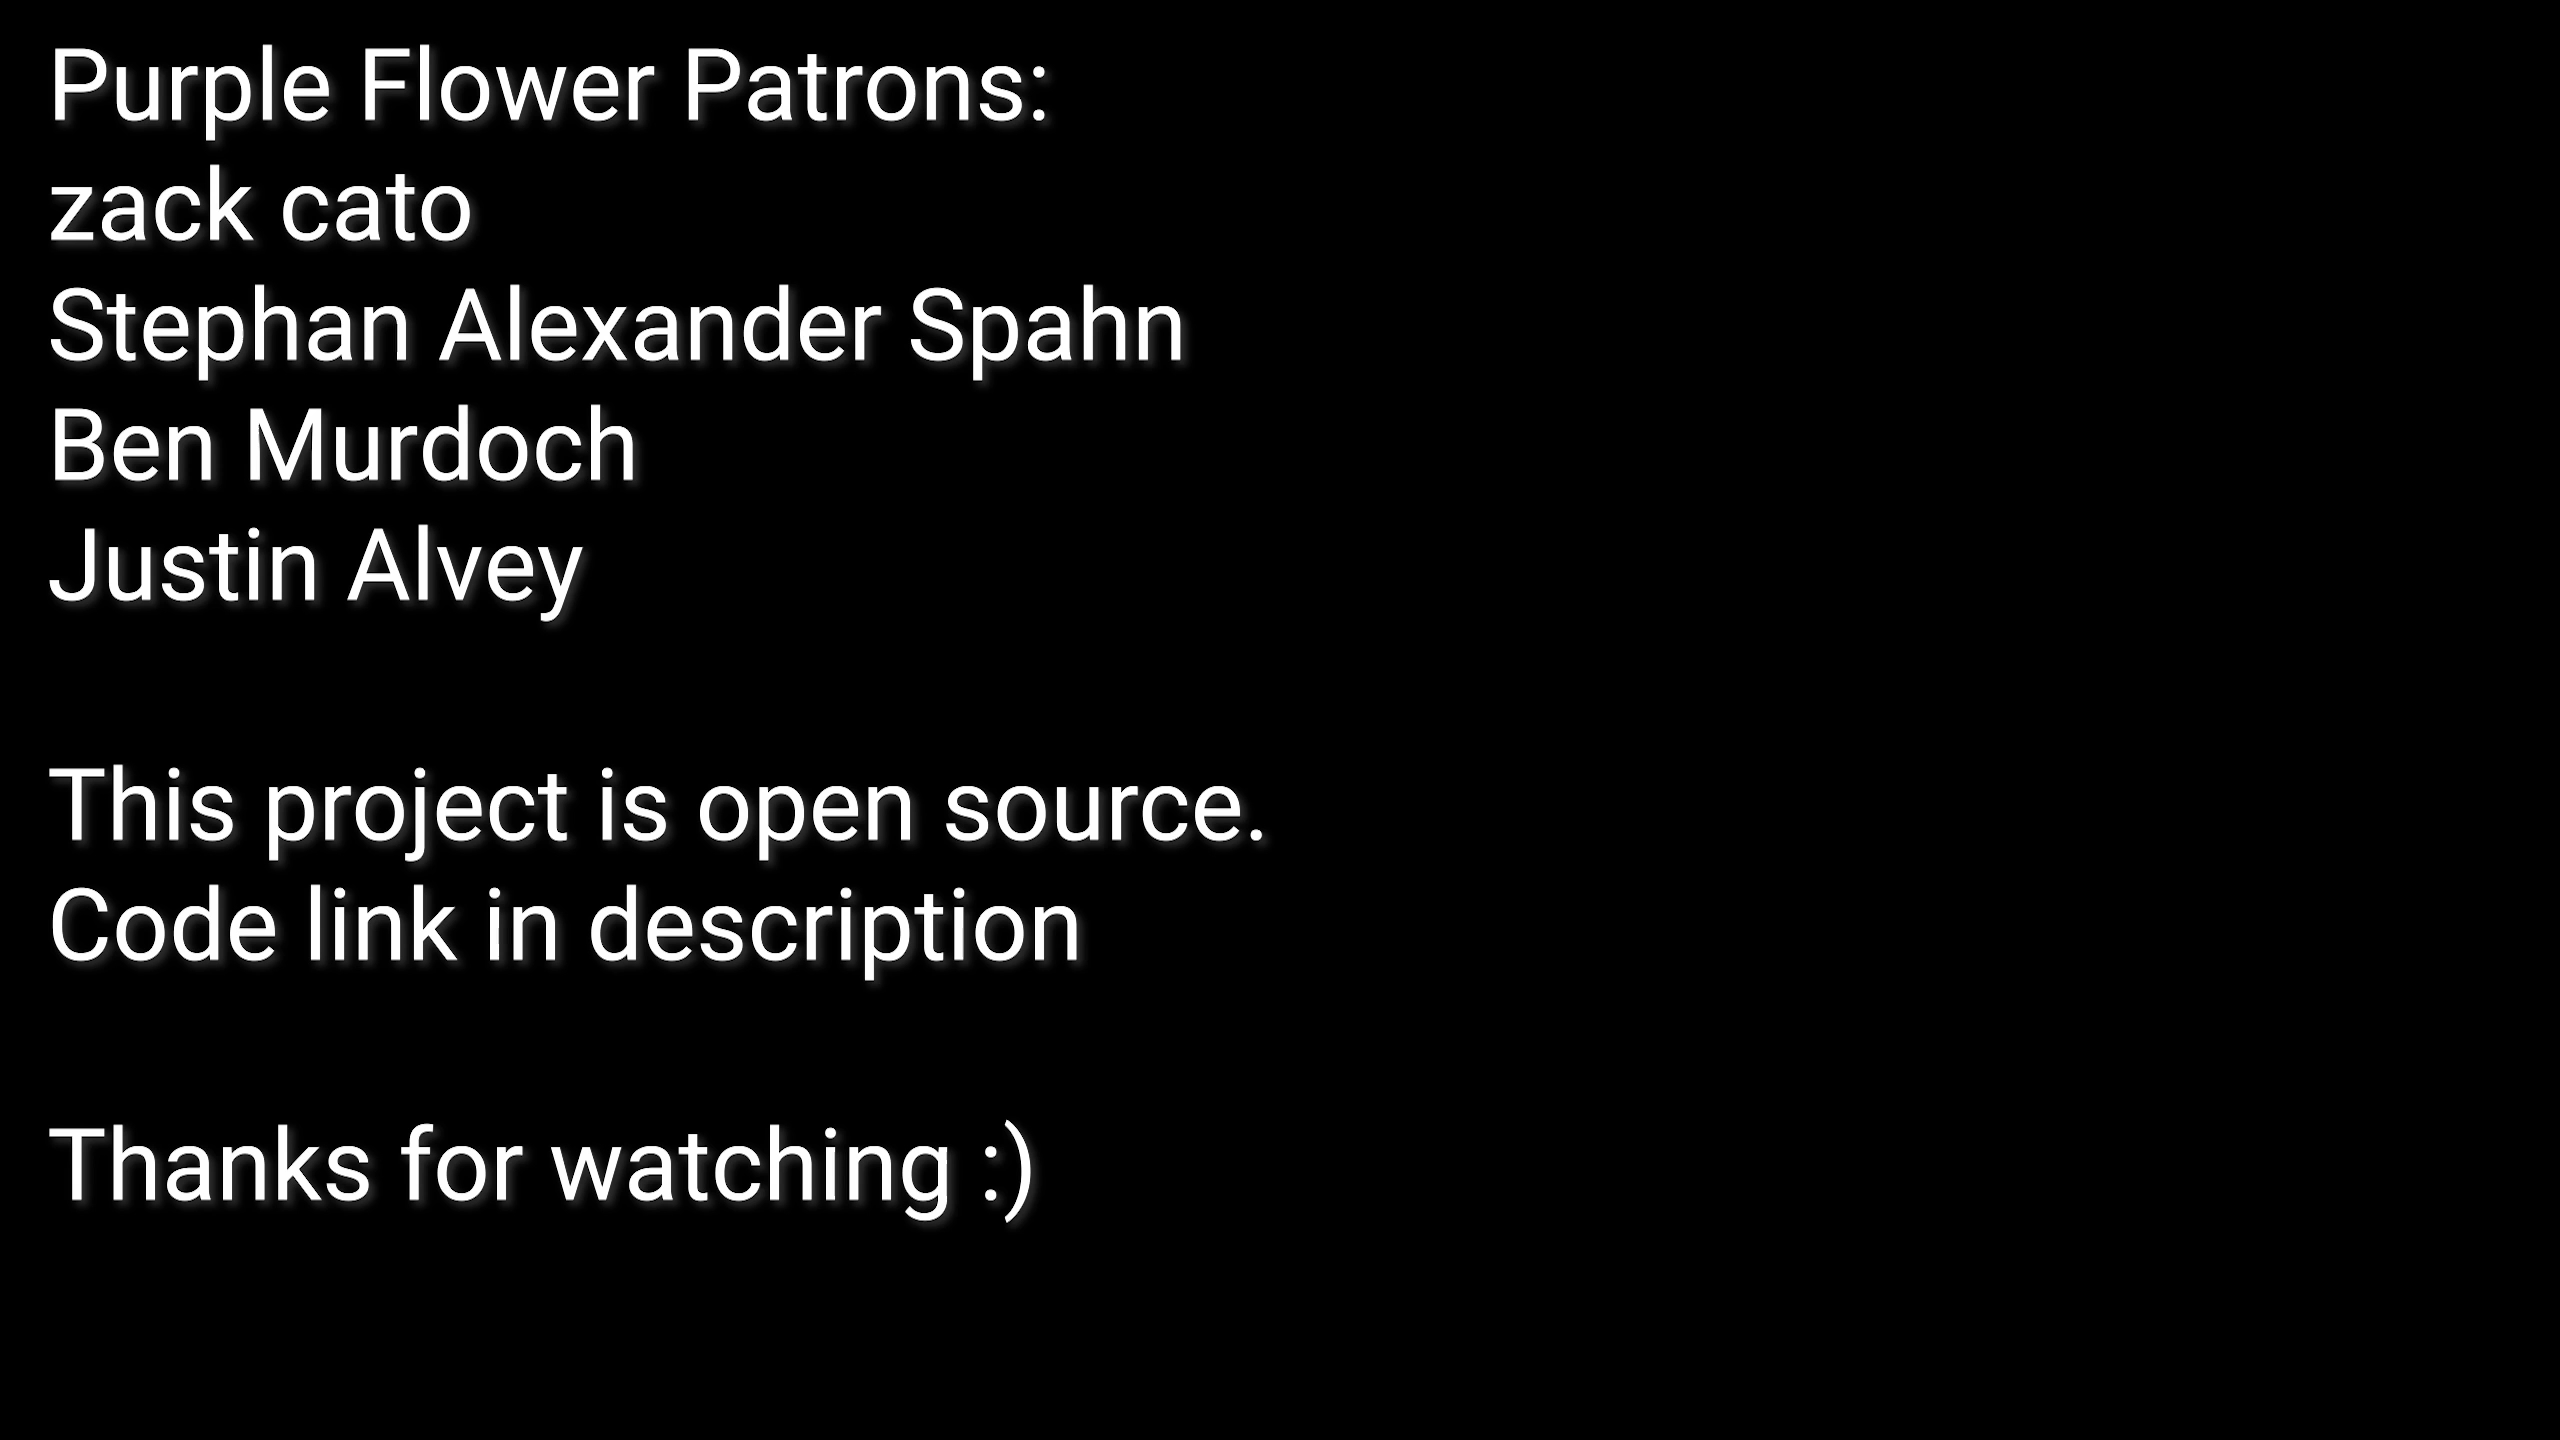 Purple Flower Patrons:
zack cato
Stephan Alexander Spahn
Ben Murdoch
Justin Alvey
This project is open source.
Code link in description
Thanks for watching :)